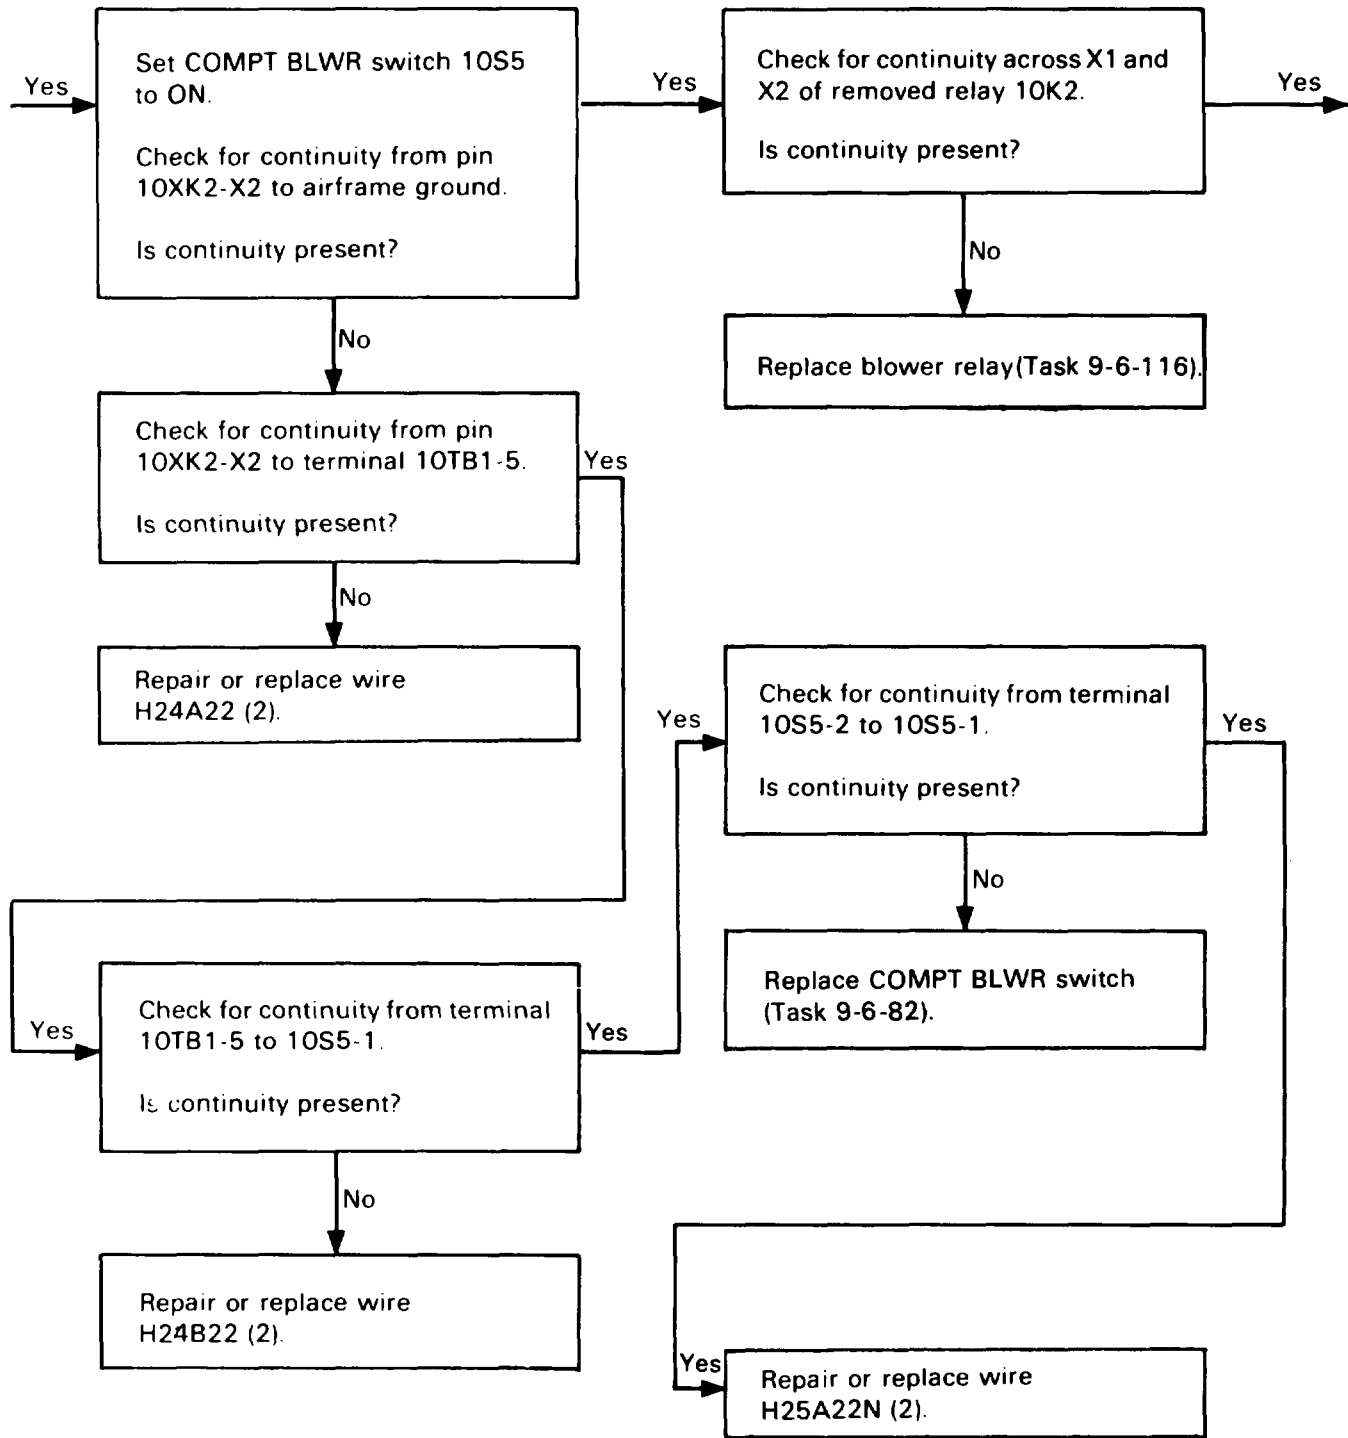 Yes
Set COMPT BLWR switch 10S5
to ON.
Check for continuity from pin
10XK2-X2 to airframe ground.
Is continuity present?
Yes
Check for continuity across X1 and
X2 of removed relay 10K2.
Is continuity present?
Yes
No
Replace blower relay(Task 9-6-116).
No
Check for continuity from pin
10XK2-X2 to terminal 10TB1-5.
Is continuity present?
Yes
No
Repair or replace wire
H24A22 (2).
Yes
Check for continuity from terminal
10TB1-5 to 10S5-1.
Is continuity present?
Yes
No
Repair or replace wire
H24B22 (2).
Yes
Check for continuity from terminal
10S5-2 to 10S5-1.
Is continuity present?
Yes
No
Replace COMPT BLWR switch
(Task 9-6-82).
Yes
Repair or replace wire
H25A22N (2).